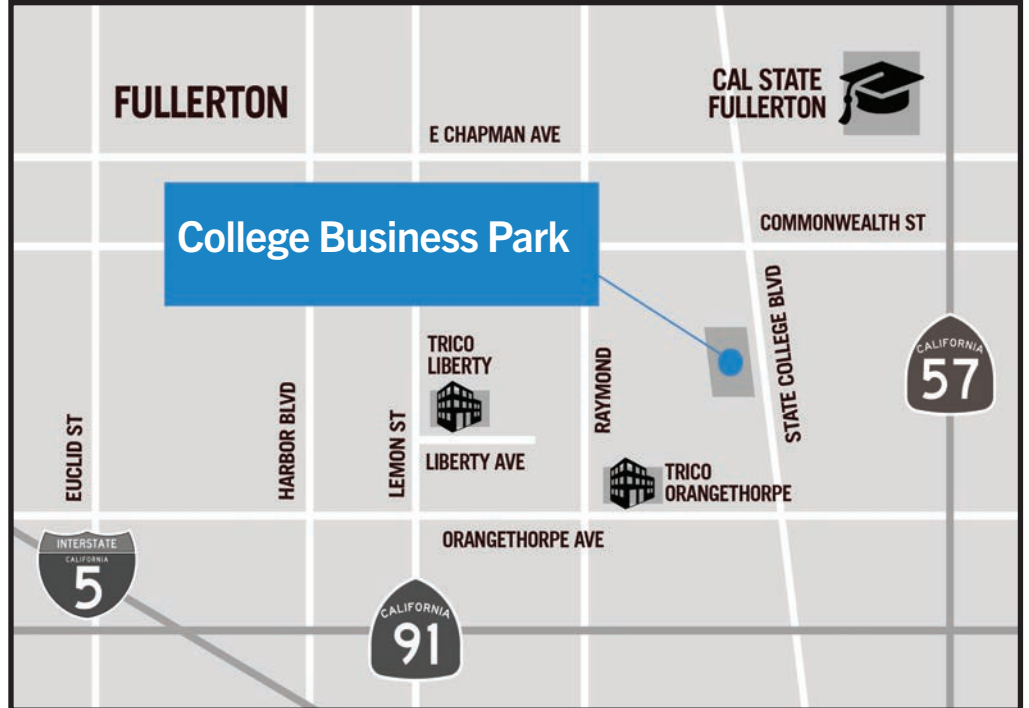 FULLERTON
CAL STATE
FULLERTON
E CHAPMAN AVE
College Business Park
COMMONWEALTH ST
STATE COLLEGE BLVD
CALIFORNIA
57
TRICO
LIBERTY
RAYMOND
HARBOR BLVD
LEMON ST
EUCLID ST
LIBERTY AVE
TRICO
ORANGETHORPE
ORANGETHORPE AVE
INTERSTATE
CALIFORNIA
5
CALIFORNIA
91